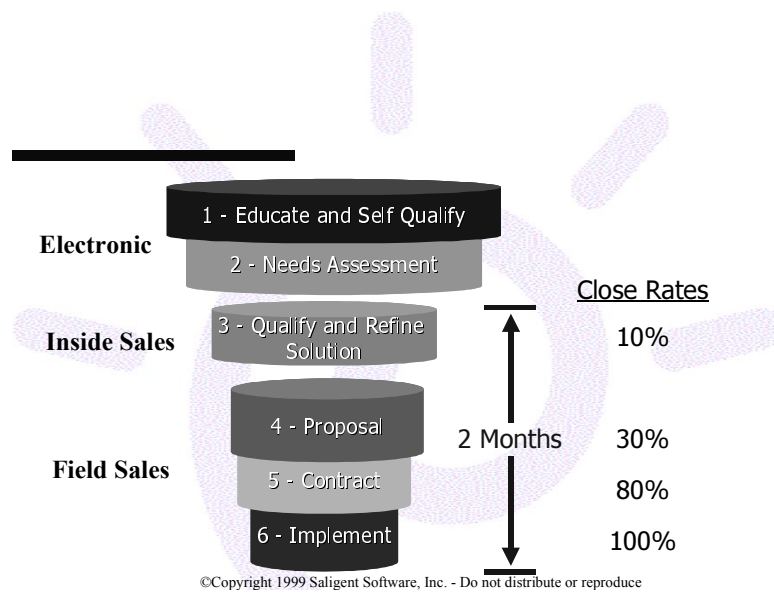 1 - Educate and Self Qualify
Electronic
2 - Needs Assessment
Close Rates
3 - Qualify and Refine
Solution
Inside Sales
10%
4 - Proposal
2 Months
30%
Field Sales
5 - Contract
80%
6 - Implement
100%
©Copyright 1999 Saligent Software, Inc. - Do not distribute or reproduce